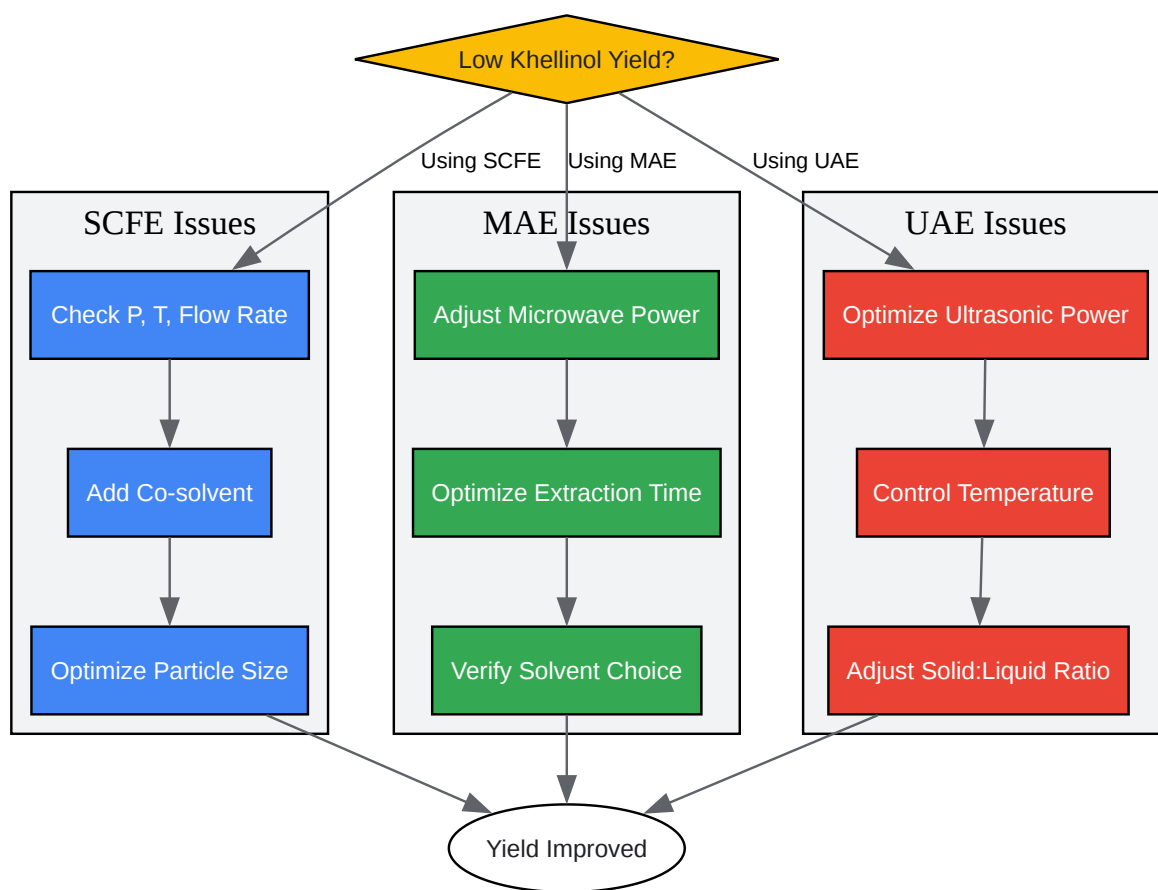 Low Khellinol Yield?
Using SCFE
Using MAE
Using UAE
SCFE Issues
MAE Issues
UAE Issues
Check P, T, Flow Rate
Adjust Microwave Power
Optimize Ultrasonic Power
Add Co-solvent
Optimize Extraction Time
Control Temperature
Optimize Particle Size
Verify Solvent Choice
Adjust Solid:Liquid Ratio
Yield Improved